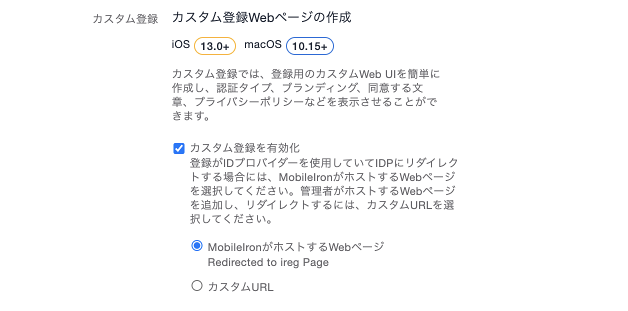 カスタム登録 カスタム登録Webページの作成
iOS 13.0+ macOS 10.15+
カスタム登録では、登録用のカスタムWeb UIを簡単に
作成し、認証タイプ、ブランディング、同意する文
章、プライバシーポリシーなどを表示させることがで
きます。
カスタム登録を有効化
登録がIDプロバイダーを使用していてIDPにリダイレク
トする場合には、MobileIronがホストするWebページ
を選択してください。管理者がホストするWebページ
を追加し、リダイレクトするには、カスタムURLを選
択してください。
MobileIronがホストするWebページ
Redirected to ireg Page
カスタムURL